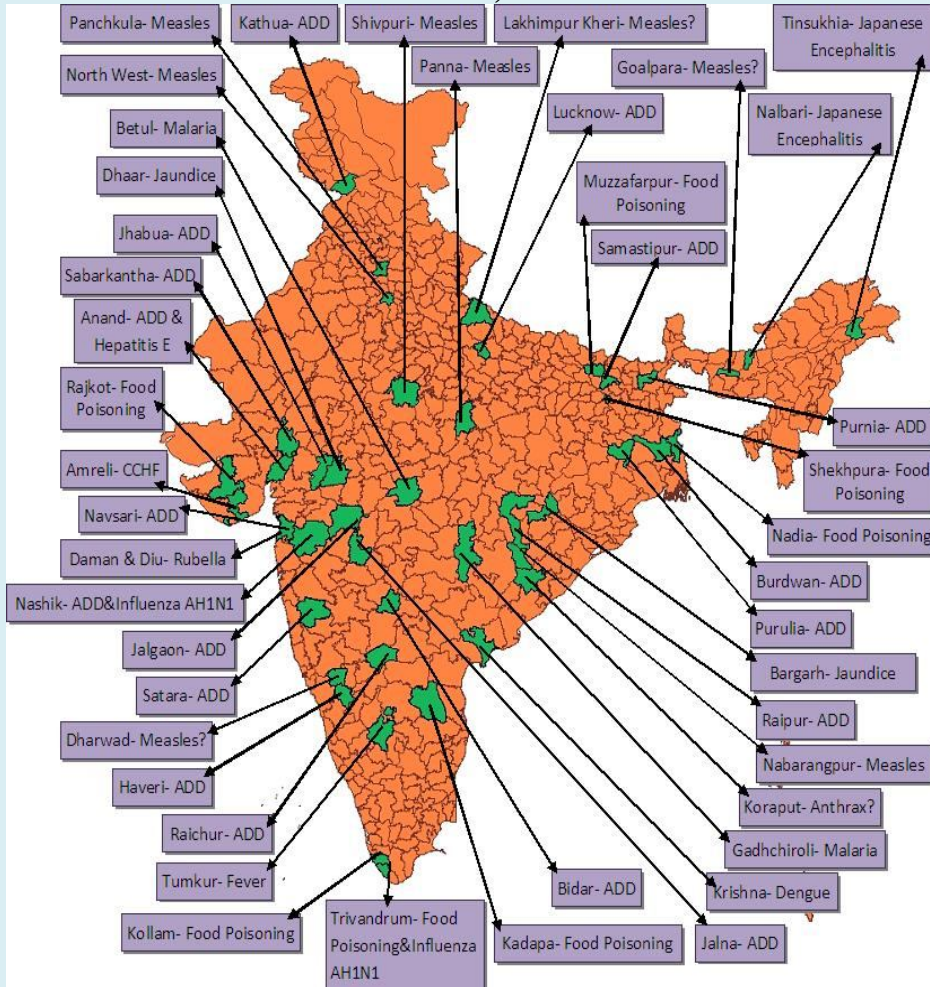 Panchkula- Measles
Kathua- ADD
Shivpuri- Measles
Lakhimpur Kheri- Measles?
Tinsukhia- Japanese
Encephalitis
North West- Measles
Panna- Measles
Goalpara- Measles?
Betul- Malaria
Lucknow- ADD
Nalbari- Japanese
Encephalitis
Dhaar- Jaundice
Muzzafarpur- Food
Poisoning
Jhabua- ADD
Samastipur- ADD
Sabarkantha- ADD
Anand- ADD &
Hepatitis E
Rajkot- Food
Poisoning
Purnia- ADD
Amreli- CCHF
Shekhpura- Food
Poisoning
Navsari- ADD
Nadia- Food Poisoning
Daman & Diu- Rubella
Burdwan- ADD
Nashik- ADD&Influenza AH1N1
Purulia- ADD
Jalgaon- ADD
Bargarh- Jaundice
Satara- ADD
Raipur- ADD
Dharwad- Measles?
Nabarangpur- Measles
Haveri- ADD
Koraput- Anthrax?
Raichur- ADD
Gadhchiroli- Malaria
Tumkur- Fever
Bidar- ADD
Krishna- Dengue
Kollam- Food Poisoning
Trivandrum- Food
Poisoning&Influenza
AH1N1
Kadapa- Food Poisoning
Jalna- ADD